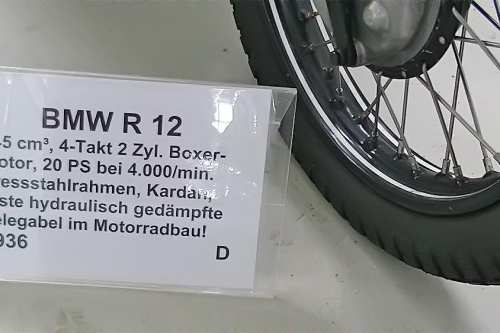 BMW R 12
5 cm³, 4-Takt 2 Zyl. Boxer-
otor, 20 PS bei 4.000/min.
essstahlrahmen, Kardan,
ste hydraulisch gedämpfte
elegabel im Motorradbau!
936
D